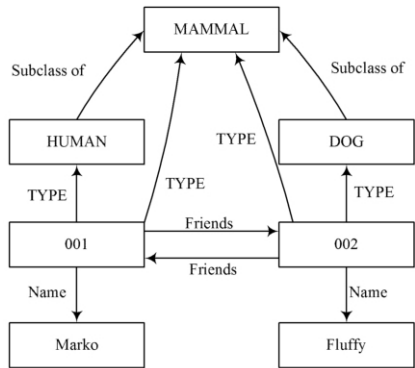 MAMMAL
Subclass of
Subclass of
HUMAN
DOG
TYPE
TYPE
TYPE
TYPE
001
Friends
002
Friends
Name
Name
Marko
Fluffy